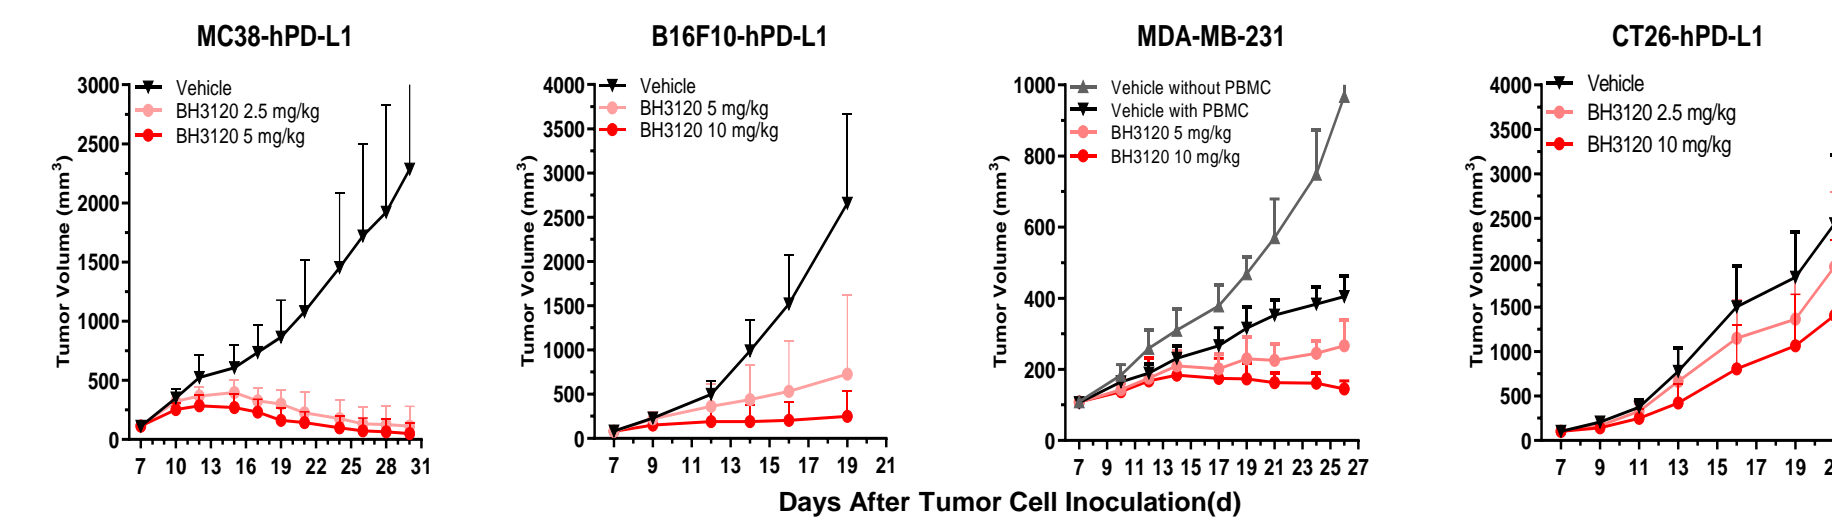 MC38-hPD-L1
Vehicle
BH3120 2.5 mg/kg
BH3120 5 mg/kg
Tumor Volume (mm3)
3000
2500
2000
1500
1000
500
0
7 10 13 16 19 22 25 28 31
B16F10-hPD-L1
Vehicle
BH3120 5 mg/kg
BH3120 10 mg/kg
Tumor Volume (mm3)
4000
3500
3000
2500
2000
1500
1000
500
0
7 9 11 13 15 17 19 21
MDA-MB-231
Vehicle without PBMC
Vehicle with PBMC
BH3120 5 mg/kg
BH3120 10 mg/kg
Tumor Volume (mm3)
1000
800
600
400
200
0
7 9 11 13 15 17 19 21 23 25 27
CT26-hPD-L1
Vehicle
BH3120 2.5 mg/kg
BH3120 10 mg/kg
Tumor Volume (mm3)
4000
3500
3000
2500
2000
1500
1000
500
0
7 9 11 13 15 17 19
Days After Tumor Cell Inoculation(d)